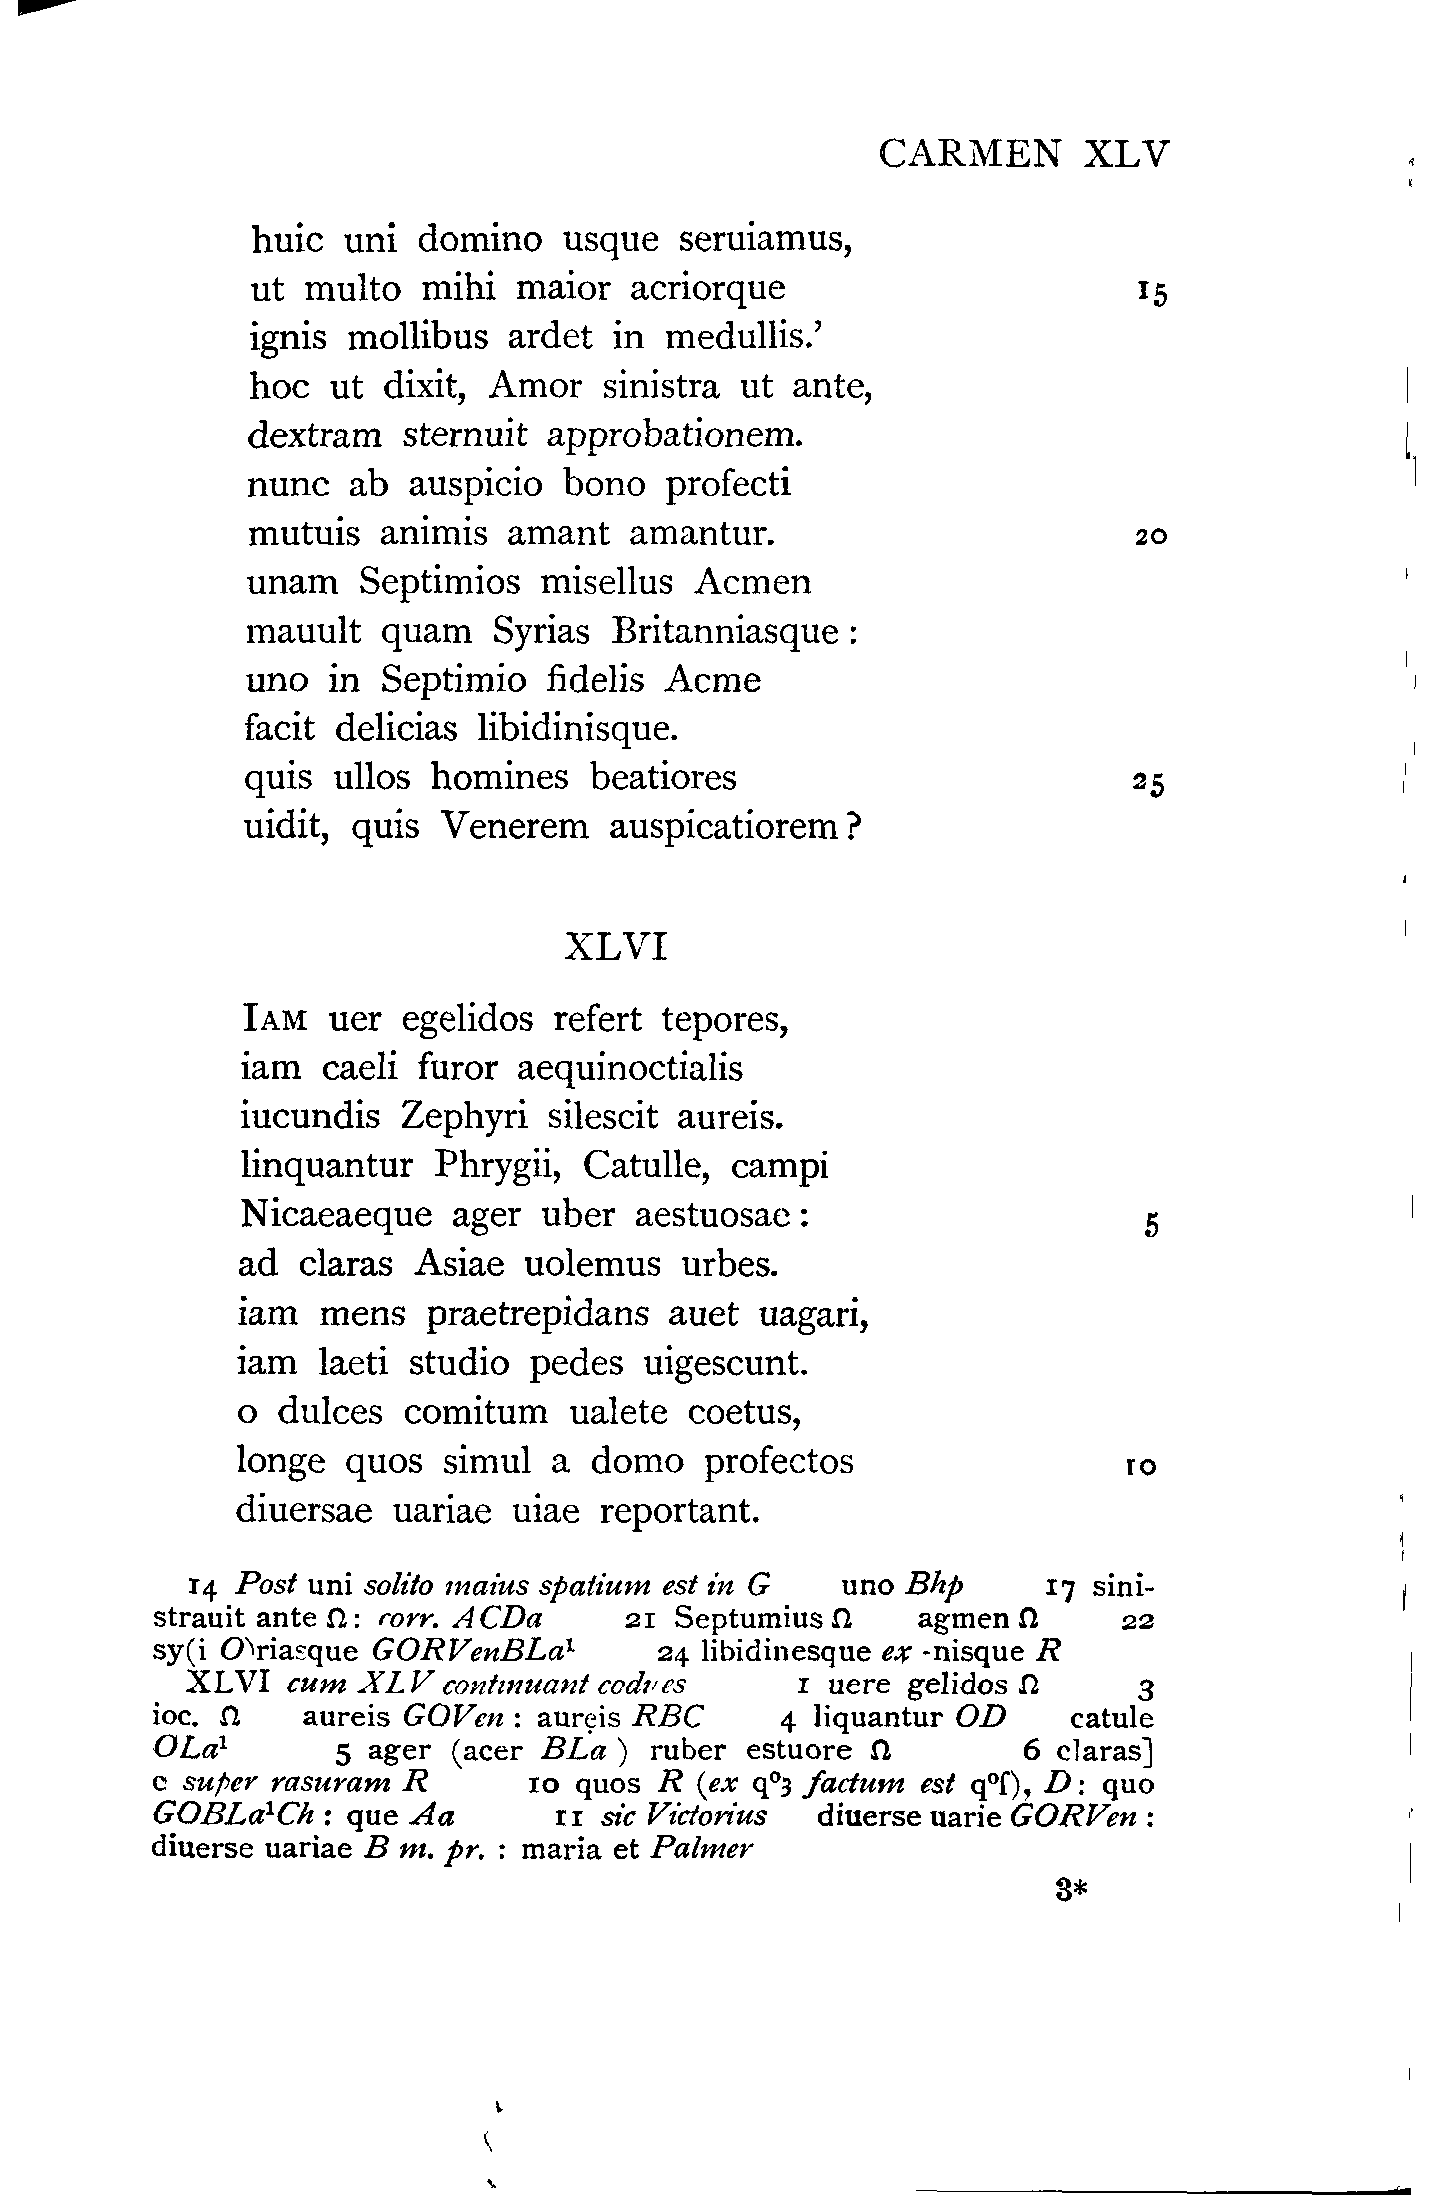 CARMEN XLV
huic uni domino usque seruiamus,
ut multo mihi maior acriorque 15
ignis mollibus ardet in medullis.’
hoc ut dixit, Amor sinistra ut ante,
dextram sternuit approbationem.
nunc ab auspicio bono profecti
mutuis animis amant amantur. 20
unam Septimios misellus Acmen
mauult quam Syrias Britanniasque :
uno in Septimio fidelis Acme
facit delicias libidinisque.
quis ullos homines beatiores 25
uidit, quis Venerem auspicatiorem ?
XLVI
IAM uer egelidos refert tepores,
iam caeli furor aequinoctialis
iucundis Zephyri silescit aureis.
linquantur Phrygii, Catulle, campi
Nicaeaeque ager uber aestuosae : 5
ad claras Asiae uolemus urbes.
iam mens praetrepidans auet uagari,
iam laeti studio pedes uigescunt.
o dulces comitum ualete coetus,
longe quos simul a domo profectos 10
diuersae uariae uiae reportant.
14 Post uni solito maius spatium est in G uno Bhp 17 sini-
strauit ante Ω : corr. ACDa 21 Septumius Ω agmen Ω 22
sy(i O)riasque GORVenBLa¹ 24 libidinesque ex -nisque R
XLVI cum XLV continuant codices 1 uere gelidos Ω 3
ioc. Ω aureis GOVen : aurẹis RBC 4 liquantur OD catule
OLa¹ 5 ager (acer BLa ) ruber estuore Ω 6 claras]
c super rasuram R 10 quos R (ex qº3 factum est qºſ), D : quo
GOBLa¹Ch : que Aa 11 sic Victorius diuerse uarie GORVen :
diuerse uariae B m. pr. : maria et Palmer
3*